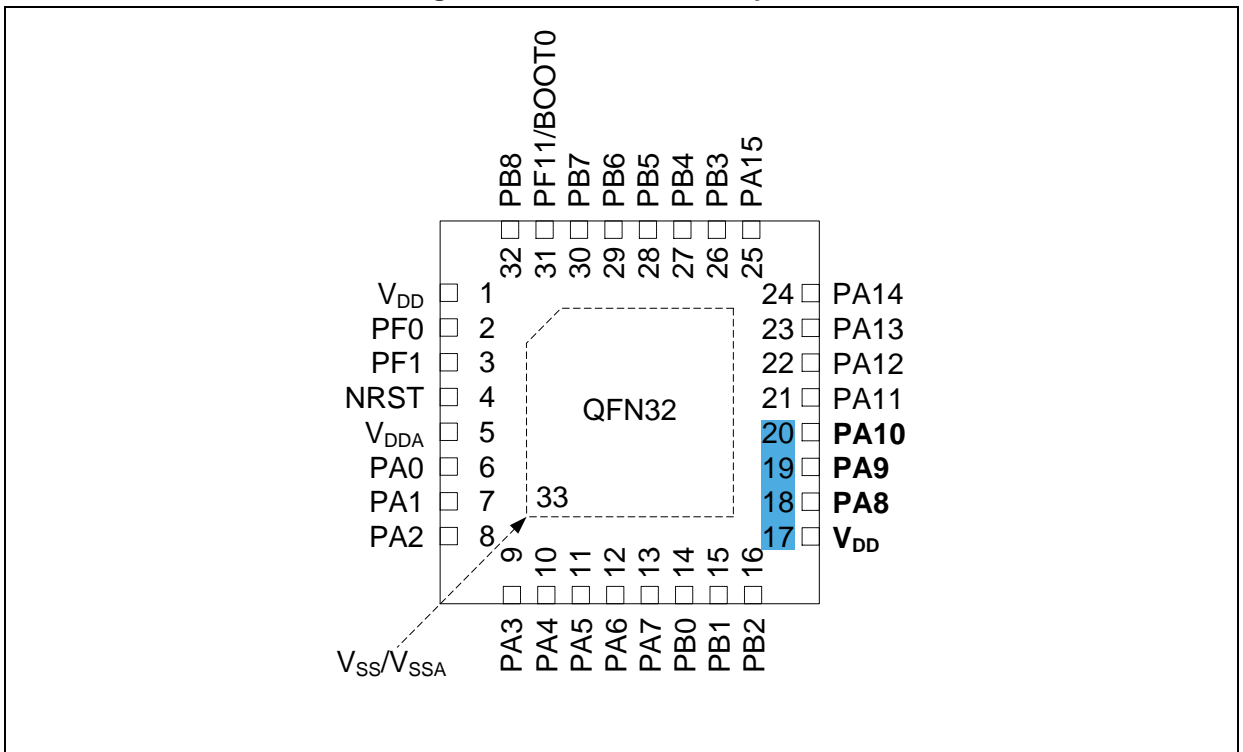 PB8
PF11/BOOT0
PB7
PB6
PB5
PB4
PB3
PA15
32
31
30
29
28
27
26
25
VDD 1
PF0 2
PF1 3
NRST 4
VDDA 5
PA0 6
PA1 7
PA2 8
24 PA14
23 PA13
22 PA12
21 PA11
20 PA10
19 PA9
18 PA8
17 VDD
QFN32
33
9
10
11
12
13
14
15
16
PA3
PA4
PA5
PA6
PA7
PB0
PB1
PB2
VSS/VSSA